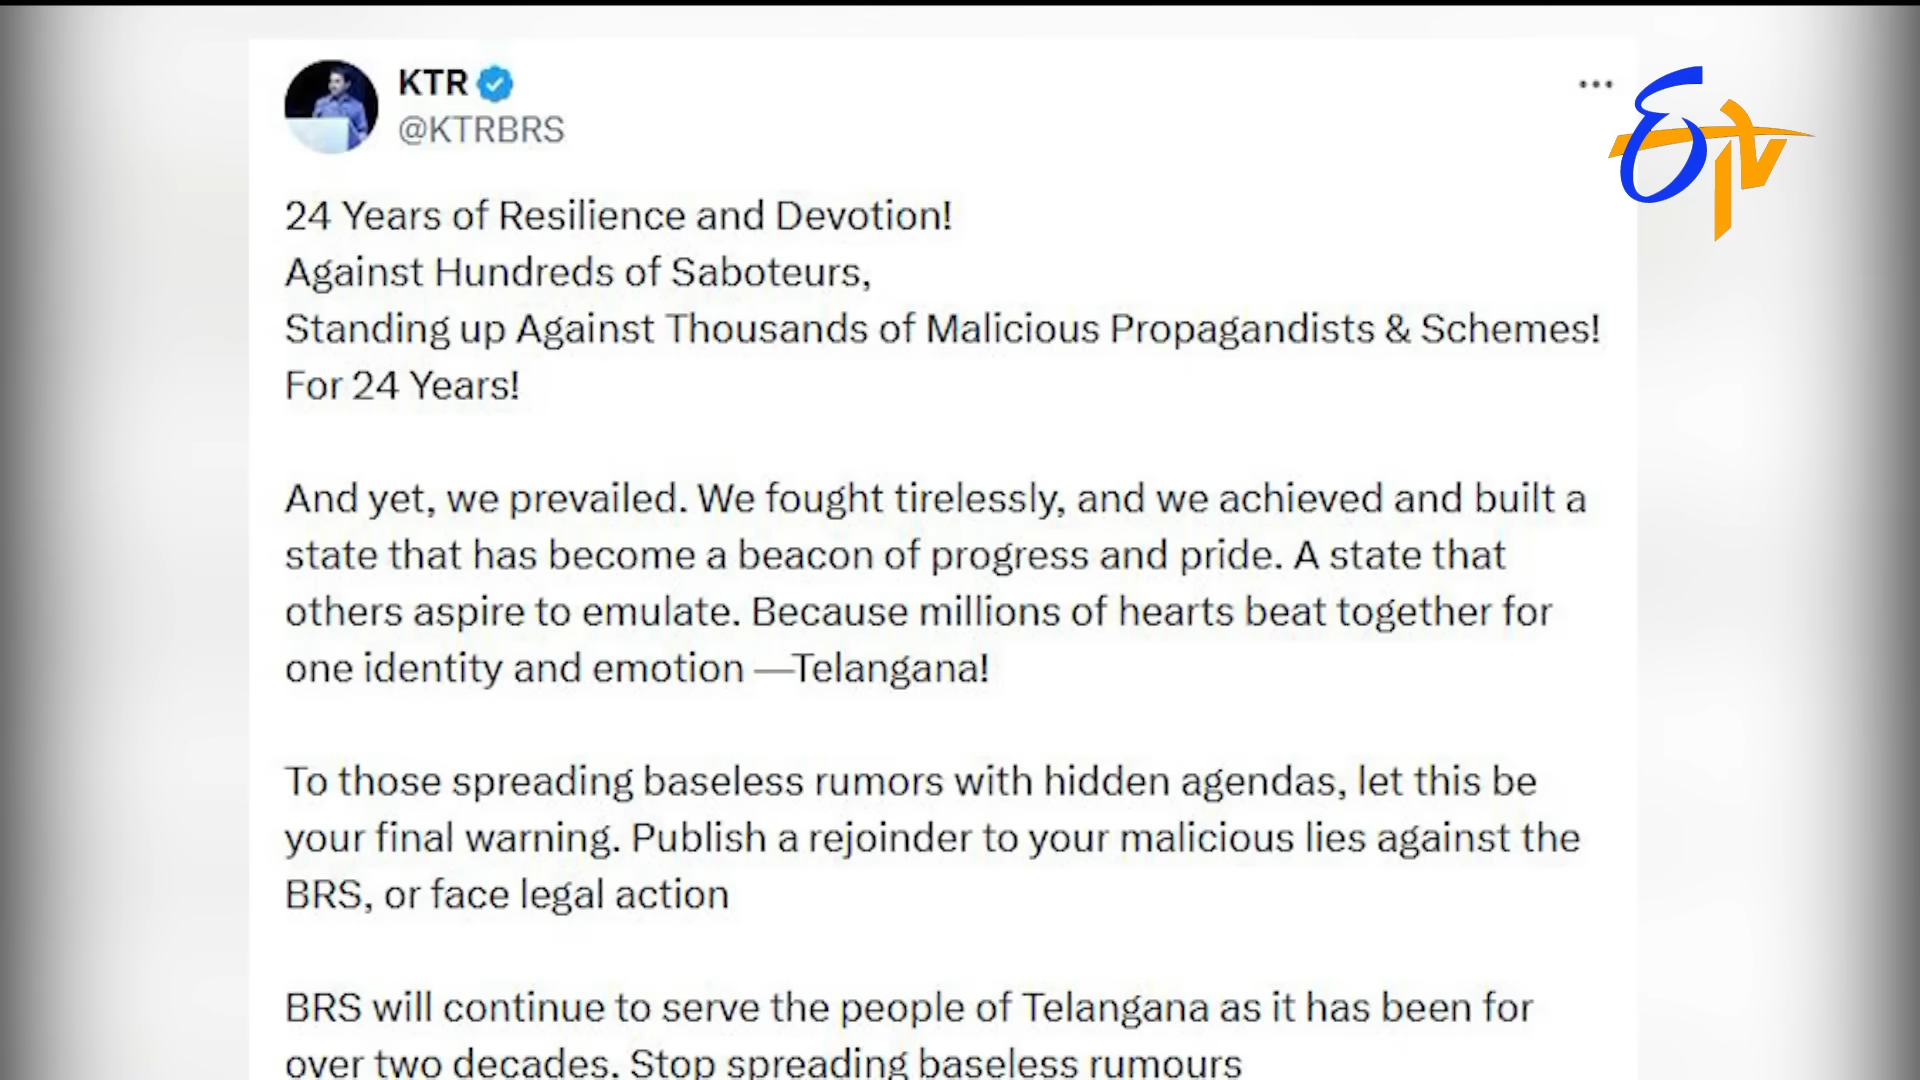 KTR
@KTRBRS
ETV
24 Years of Resilience and Devotion!
Against Hundreds of Saboteurs,
Standing up Against Thousands of Malicious Propagandists & Schemes!
For 24 Years!
And yet, we prevailed. We fought tirelessly, and we achieved and built a
state that has become a beacon of progress and pride. A state that
others aspire to emulate. Because millions of hearts beat together for
one identity and emotion —Telangana!
To those spreading baseless rumors with hidden agendas, let this be
your final warning. Publish a rejoinder to your malicious lies against the
BRS, or face legal action
BRS will continue to serve the people of Telangana as it has been for
over two decades. Stop spreading baseless rumours